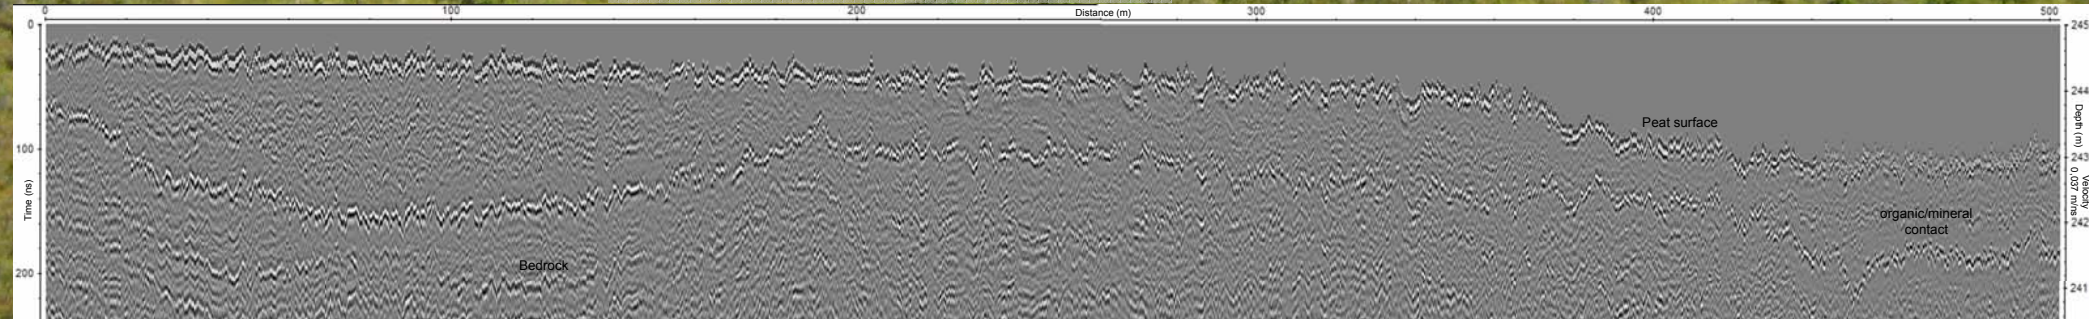 0 100 200 Distance (m) 300 400 500
0 245
244
Peat surface
Depth (m)
100 243
Time (ns)
Velocity
0.037 m/ns
organic/mineral
contact
242
Bedrock
200
241